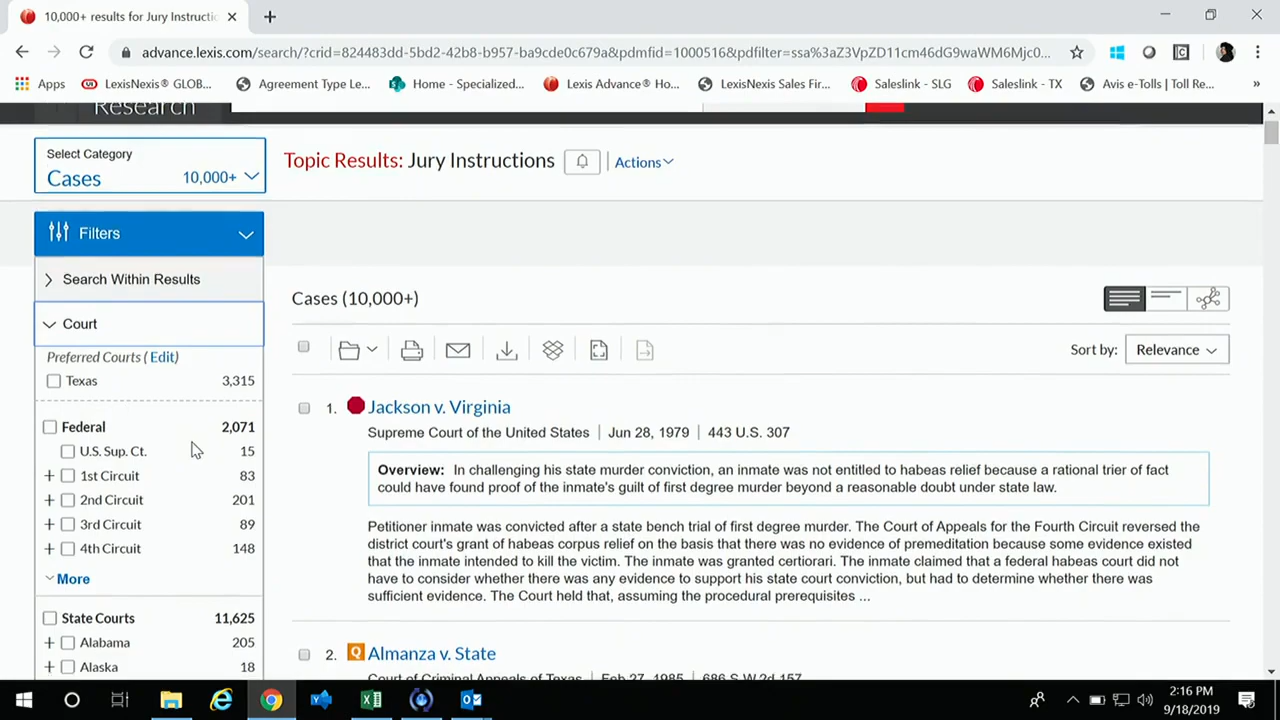 10,000+ results for Jury Instructio
advance.lexis.com/search/?crid=824483dd-5bd2-42b8-b957-ba9cde0c679a&pdmfid=1000516&pdfilter=ssa%3aZ3VpZD11cm46dG9waWM6Mjc0...
Apps LexisNexis® GLOB... Agreement Type Le... Home - Specialized... Lexis Advance® Ho... LexisNexis Sales Fir... Saleslink - SLG Saleslink - TX Avis e-Tolls | Toll Re... »
Research
Select Category
Cases 10,000+
Topic Results: Jury Instructions Actions
Filters
Search Within Results
Court
Preferred Courts (Edit)
Texas 3,315
Federal 2,071
U.S. Sup. Ct. 15
+ 1st Circuit 83
+ 2nd Circuit 201
+ 3rd Circuit 89
+ 4th Circuit 148
More
State Courts 11,625
+ Alabama 205
+ Alaska 18
Cases (10,000+)
Sort by: Relevance
1. Jackson v. Virginia
Supreme Court of the United States | Jun 28, 1979 | 443 U.S. 307
Overview: In challenging his state murder conviction, an inmate was not entitled to habeas relief because a rational trier of fact
could have found proof of the inmate's guilt of first degree murder beyond a reasonable doubt under state law.
Petitioner inmate was convicted after a state bench trial of first degree murder. The Court of Appeals for the Fourth Circuit reversed the
district court's grant of habeas corpus relief on the basis that there was no evidence of premeditation because some evidence existed
that the inmate intended to kill the victim. The inmate was granted certiorari. The inmate claimed that a federal habeas court did not
have to consider whether there was any evidence to support his state court conviction, but had to determine whether there was
sufficient evidence. The Court held that, assuming the procedural prerequisites ...
2. Q Almanza v. State
Court of Criminal Appeals of Texas | Feb 27, 1985 | 686 S.W.2d 157
2:16 PM
9/18/2019